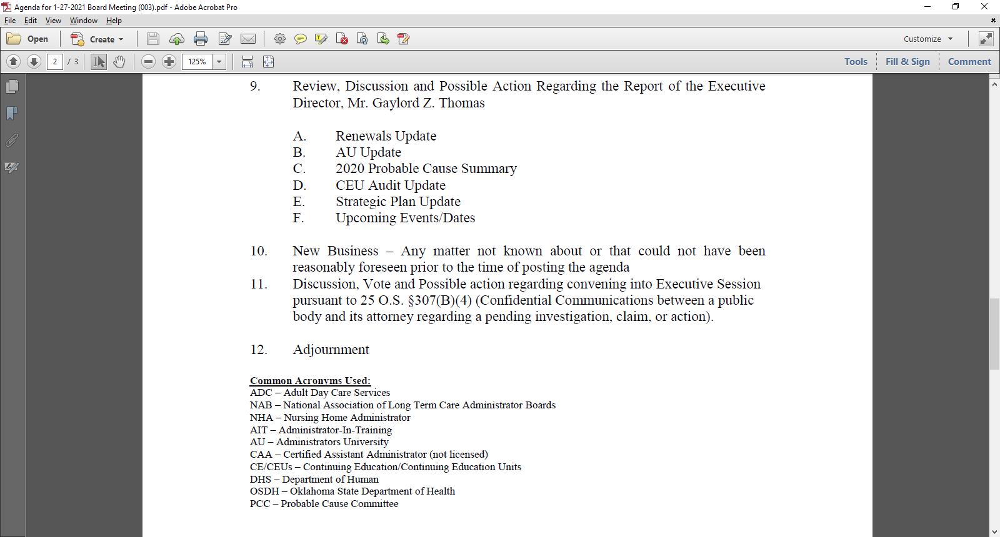 Agenda for 1-27-2021 Board Meeting (003).pdf - Adobe Acrobat Pro
File Edit View Window Help
Open Create Customize
2 / 3 125% Tools Fill & Sign Comment
9. Review, Discussion and Possible Action Regarding the Report of the Executive
Director, Mr. Gaylord Z. Thomas
A. Renewals Update
B. AU Update
C. 2020 Probable Cause Summary
D. CEU Audit Update
E. Strategic Plan Update
F. Upcoming Events/Dates
10. New Business – Any matter not known about or that could not have been
reasonably foreseen prior to the time of posting the agenda
11. Discussion, Vote and Possible action regarding convening into Executive Session
pursuant to 25 O.S. §307(B)(4) (Confidential Communications between a public
body and its attorney regarding a pending investigation, claim, or action).
12. Adjournment
Common Acronyms Used:
ADC – Adult Day Care Services
NAB – National Association of Long Term Care Administrator Boards
NHA – Nursing Home Administrator
AIT – Administrator-In-Training
AU – Administrators University
CAA – Certified Assistant Administrator (not licensed)
CE/CEUs – Continuing Education/Continuing Education Units
DHS – Department of Human
OSDH – Oklahoma State Department of Health
PCC – Probable Cause Committee